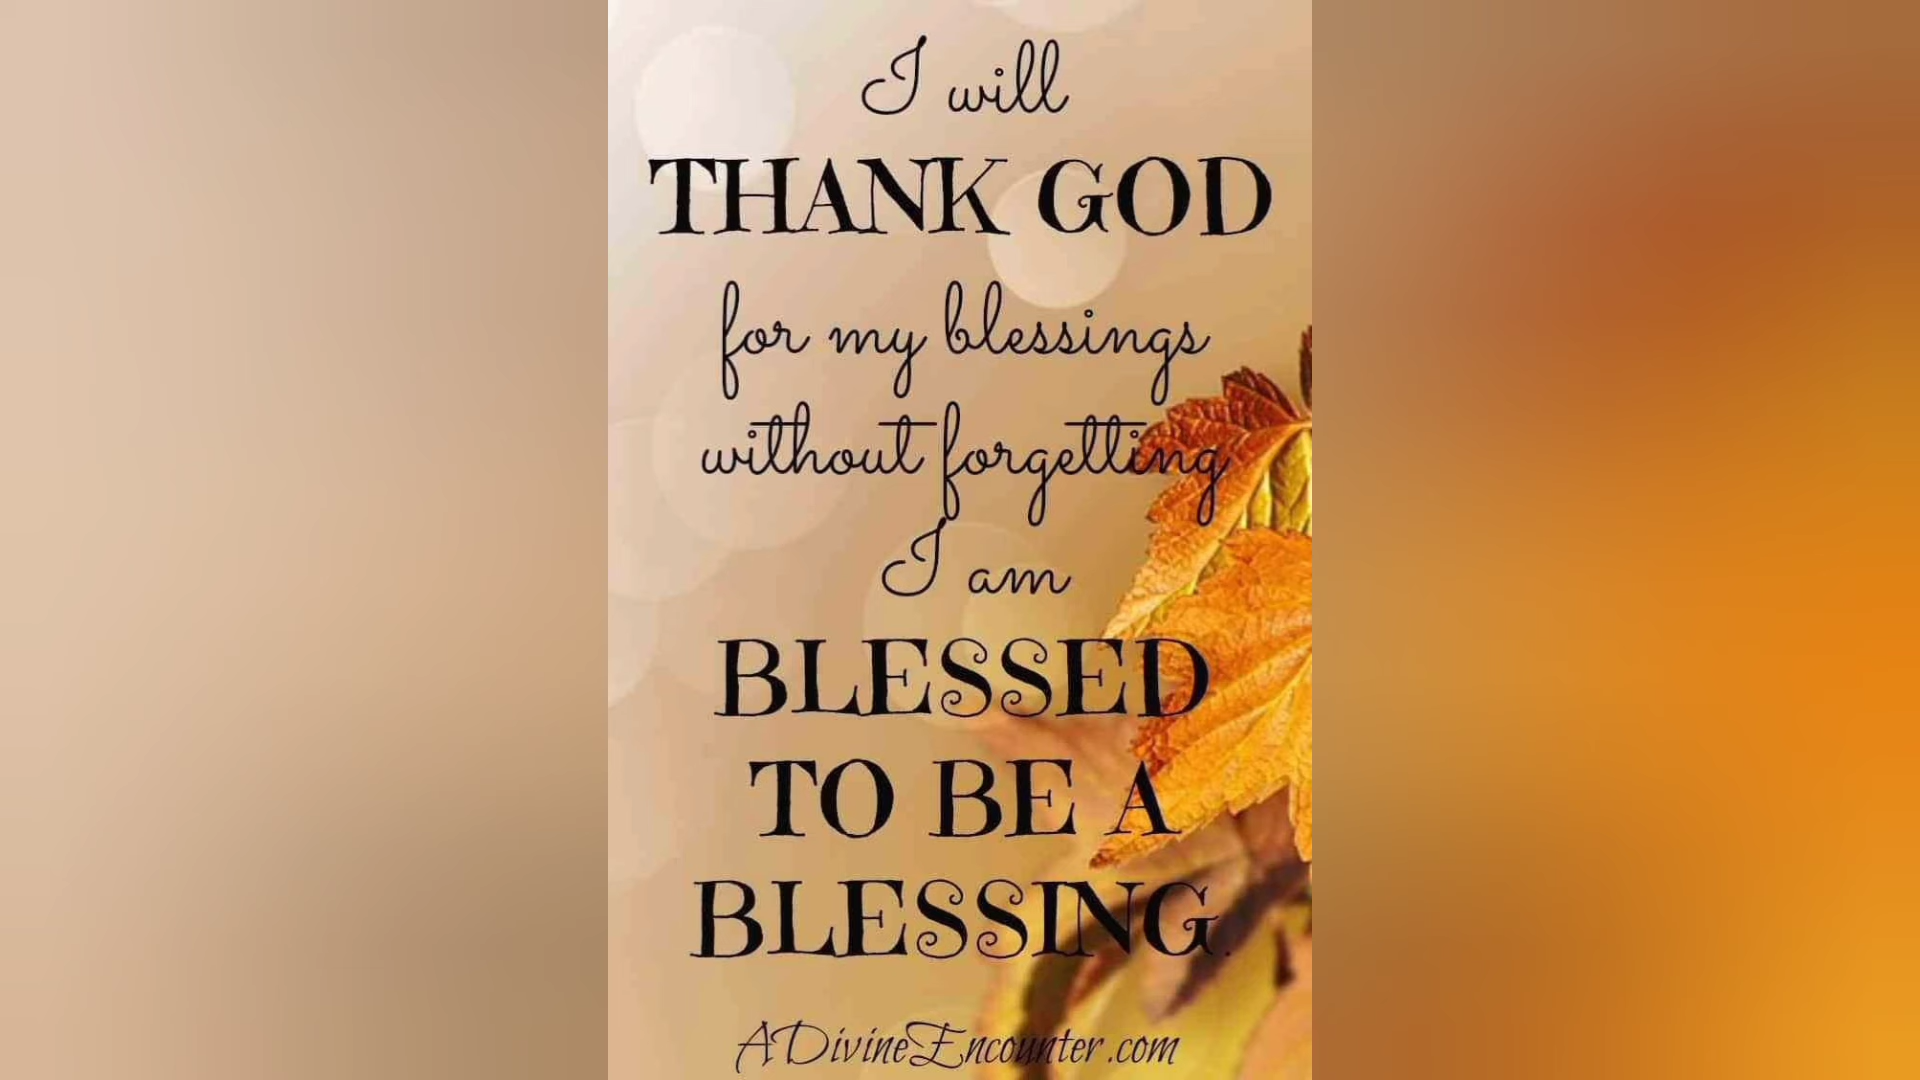 I will
THANK GOD
for my blessings
without forgetting
I am
BLESSED
TO BE A
BLESSING.
ADivineEncounter.com